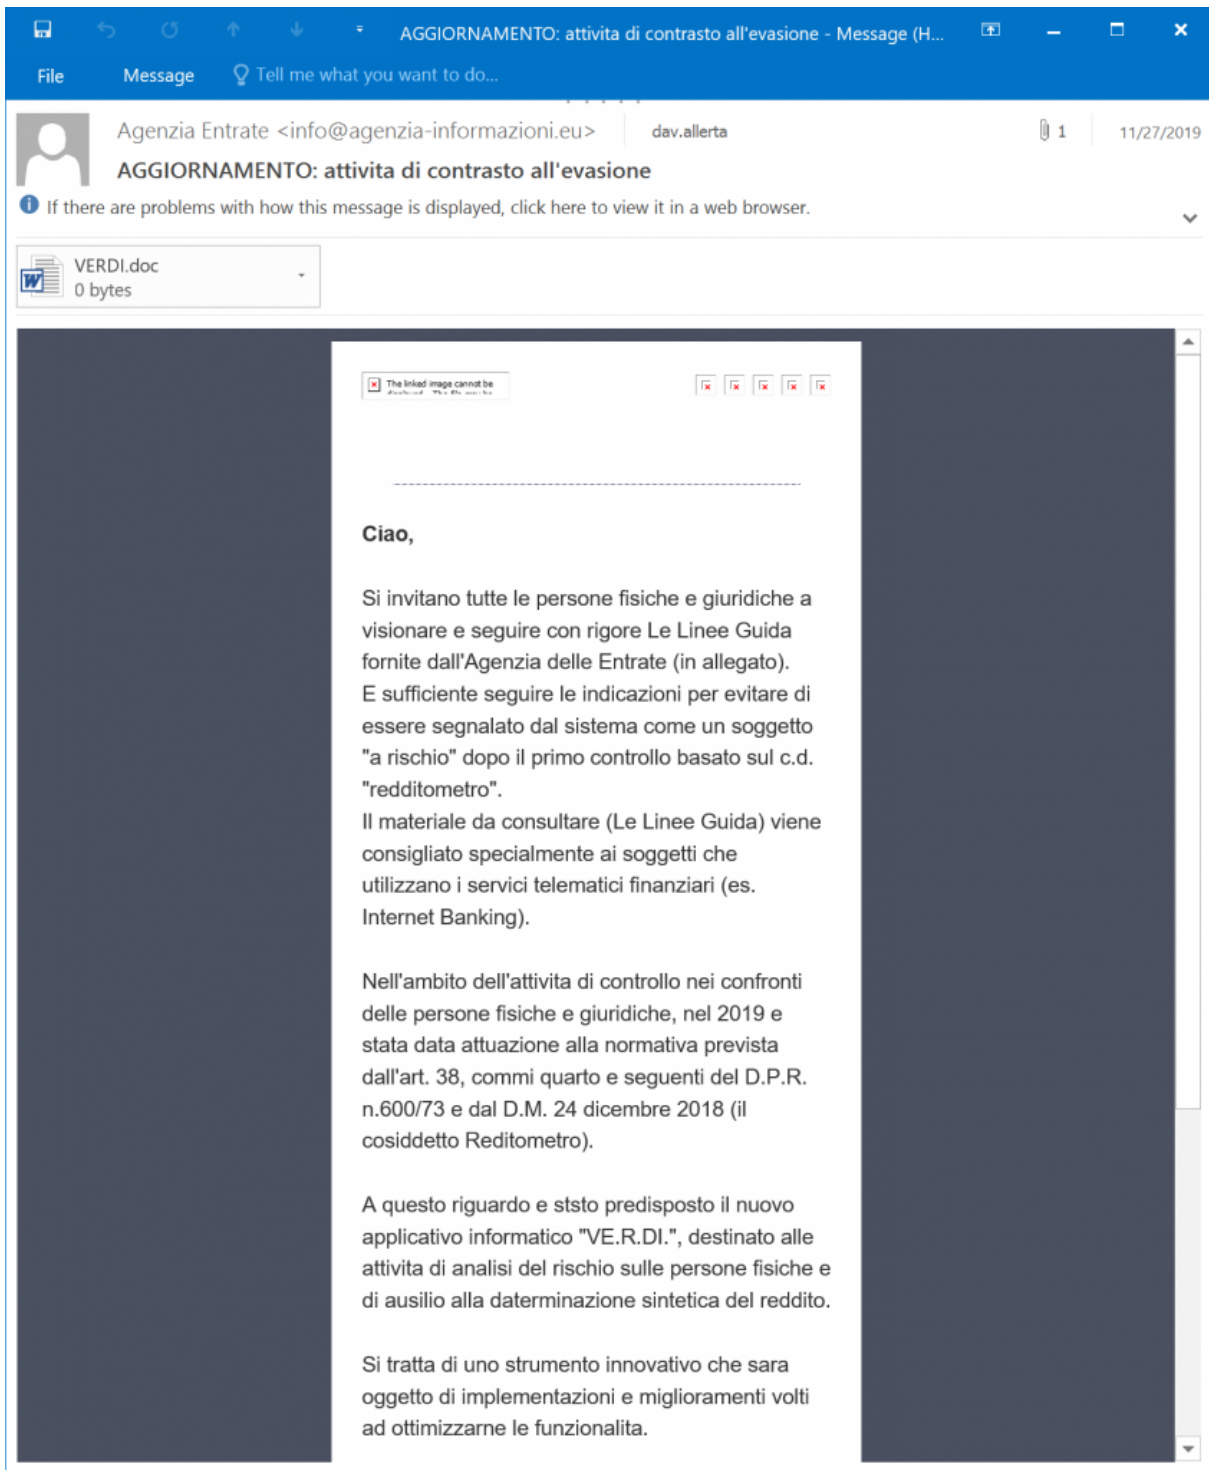 AGGIORNAMENTO: attivita di contrasto all'evasione - Message (H...
File Message Tell me what you want to do...
Agenzia Entrate <info@agenzia-informazioni.eu> dav.allerta 1 11/27/2019
AGGIORNAMENTO: attivita di contrasto all'evasione
If there are problems with how this message is displayed, click here to view it in a web browser.
VERDI.doc
0 bytes
The linked image cannot be
Ciao,
Si invitano tutte le persone fisiche e giuridiche a
visionare e seguire con rigore Le Linee Guida
fornite dall'Agenzia delle Entrate (in allegato).
E sufficiente seguire le indicazioni per evitare di
essere segnalato dal sistema come un soggetto
"a rischio" dopo il primo controllo basato sul c.d.
"redditometro".
Il materiale da consultare (Le Linee Guida) viene
consigliato specialmente ai soggetti che
utilizzano i servizi telematici finanziari (es.
Internet Banking).
Nell'ambito dell'attivita di controllo nei confronti
delle persone fisiche e giuridiche, nel 2019 e
stata data attuazione alla normativa prevista
dall'art. 38, commi quarto e seguenti del D.P.R.
n.600/73 e dal D.M. 24 dicembre 2018 (il
cosiddetto Reditometro).
A questo riguardo e ststo predisposto il nuovo
applicativo informatico "VE.R.DI.", destinato alle
attivita di analisi del rischio sulle persone fisiche e
di ausilio alla daterminazione sintetica del reddito.
Si tratta di uno strumento innovativo che sara
oggetto di implementazioni e miglioramenti volti
ad ottimizzarne le funzionalita.